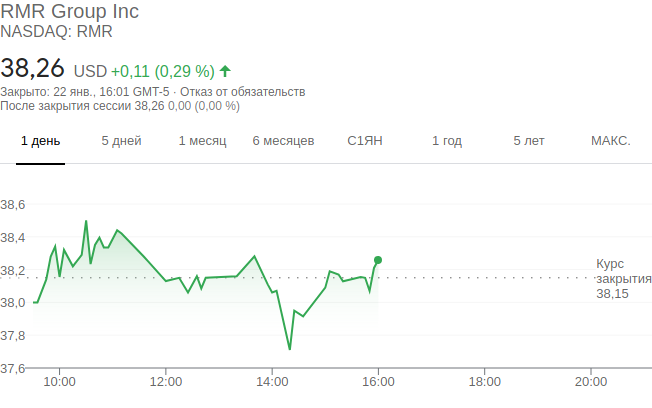 RMR Group Inc
NASDAQ: RMR
38,26 USD +0,11 (0,29 %)
Закрыто: 22 янв., 16:01 GMT-5 · Отказ от обязательств
После закрытия сессии 38,26 0,00 (0,00 %)
1 день 5 дней 1 месяц 6 месяцев С1ЯН 1 год 5 лет МАКС.
38,6
38,4
38,2
38,0
37,8
37,6
Курс
закрытия
38,15
10:00 12:00 14:00 16:00 18:00 20:00